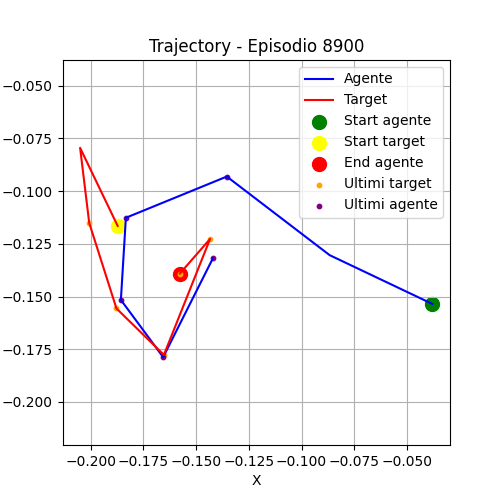 Trajectory - Episodio 8900
Agente
Target
Start agente
Start target
End agente
Ultimi target
Ultimi agente
−0.050
−0.075
−0.100
−0.125
−0.150
−0.175
−0.200
−0.200 −0.175 −0.150 −0.125 −0.100 −0.075 −0.050
X